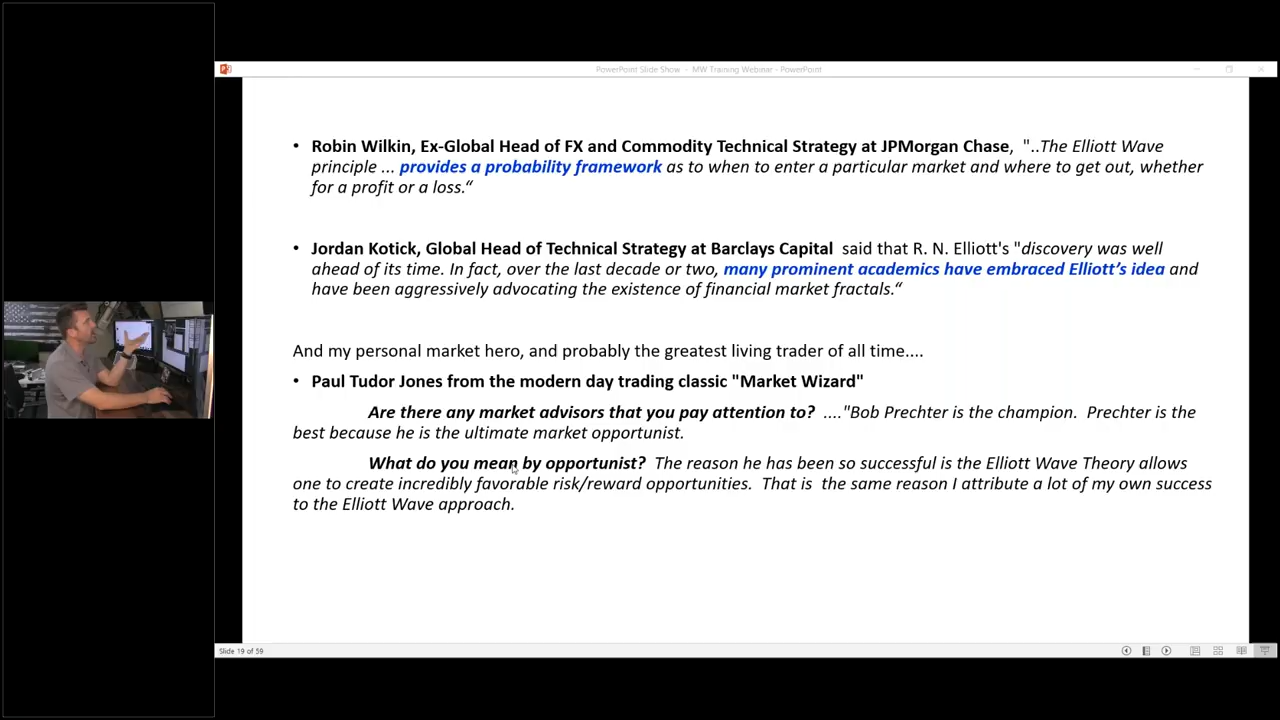 PowerPoint Slide Show - MW Training Webinar - PowerPoint
• Robin Wilkin, Ex-Global Head of FX and Commodity Technical Strategy at JPMorgan Chase, "..The Elliott Wave
principle ... provides a probability framework as to when to enter a particular market and where to get out, whether
for a profit or a loss.“
• Jordan Kotick, Global Head of Technical Strategy at Barclays Capital said that R. N. Elliott's "discovery was well
ahead of its time. In fact, over the last decade or two, many prominent academics have embraced Elliott’s idea and
have been aggressively advocating the existence of financial market fractals.“
And my personal market hero, and probably the greatest living trader of all time....
• Paul Tudor Jones from the modern day trading classic "Market Wizard"
Are there any market advisors that you pay attention to? ...."Bob Prechter is the champion. Prechter is the
best because he is the ultimate market opportunist.
What do you mean by opportunist? The reason he has been so successful is the Elliott Wave Theory allows
one to create incredibly favorable risk/reward opportunities. That is the same reason I attribute a lot of my own success
to the Elliott Wave approach.
Slide 19 of 59